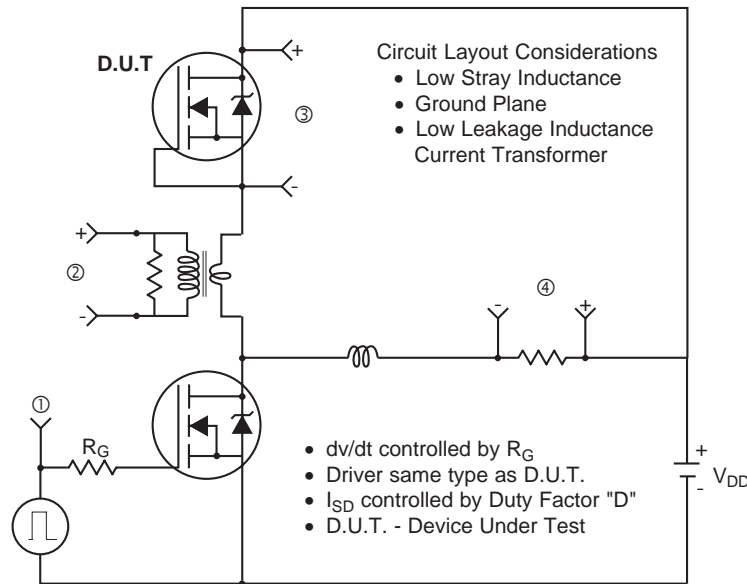 D.U.T
+
Circuit Layout Considerations
• Low Stray Inductance
• Ground Plane
• Low Leakage Inductance
Current Transformer
③
-
+
②
-
④
- +
①
RG
• dv/dt controlled by RG
• Driver same type as D.U.T.
• ISD controlled by Duty Factor "D"
• D.U.T. - Device Under Test
+
VDD
-